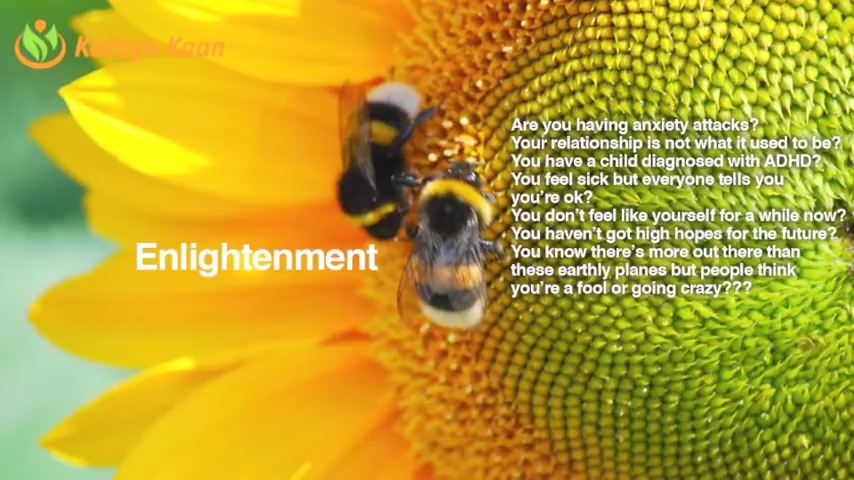 Enlightenment
Are you having anxiety attacks?
Your relationship is not what it used to be?
You have a child diagnosed with ADHD?
You feel sick but everyone tells you
you're ok?
You don't feel like yourself for a while now?
You haven't got high hopes for the future?
You know there's more out there than
these earthly planes but people think
you're a fool or going crazy???